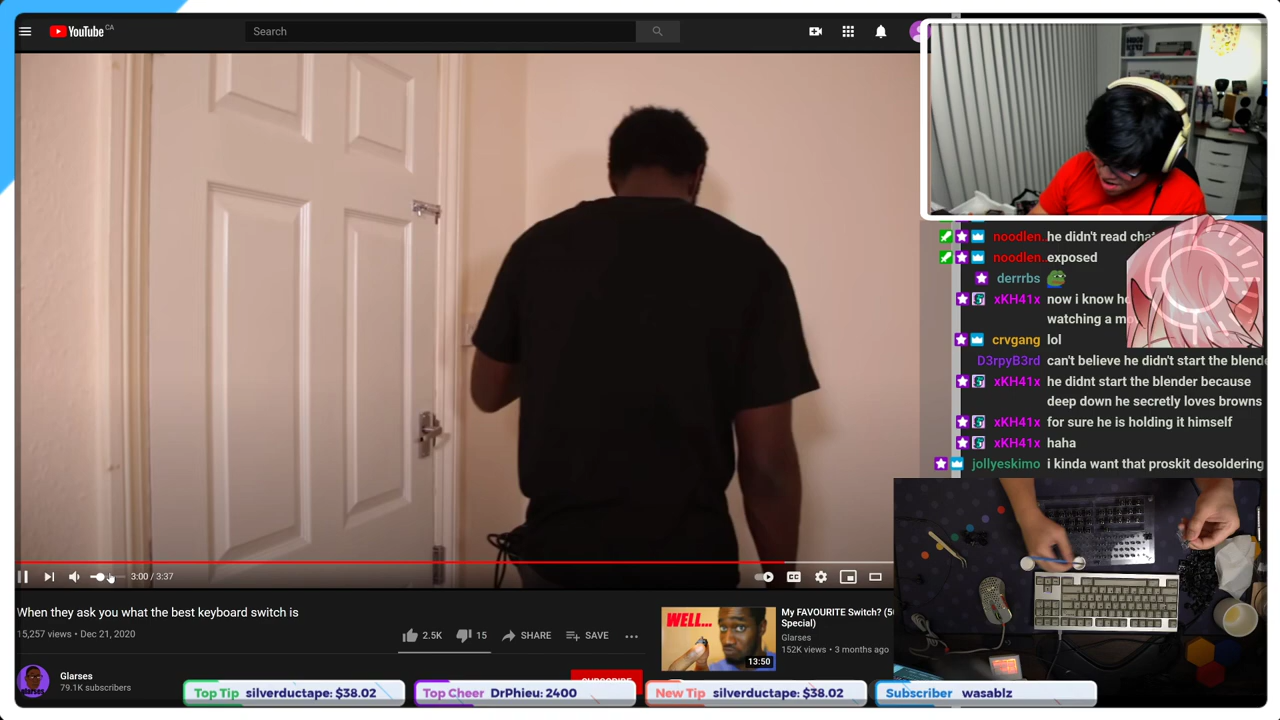 YouTube CA
Search
noodlen.. he didn't read cha
noodlen.. exposed
derrrbs
xKH41x now i know he
watching a mo
crvgang lol
D3rpyB3rd can't believe he didn't start the blende
xKH41x he didnt start the blender because
deep down he secretly loves browns
xKH41x for sure he is holding it himself
xKH41x haha
jollyeskimo i kinda want that proskit desoldering
3:00 / 3:37
When they ask you what the best keyboard switch is
15,257 views • Dec 21, 2020
2.5K
15
SHARE
SAVE
Glarses
79.1K subscribers
SUBSCRIBE
WELL...
13:50
My FAVOURITE Switch? (50
Special)
Glarses
152K views • 3 months ago
Top Tip silverductape: $38.02
Top Cheer DrPhieu: 2400
New Tip silverductape: $38.02
Subscriber wasablz